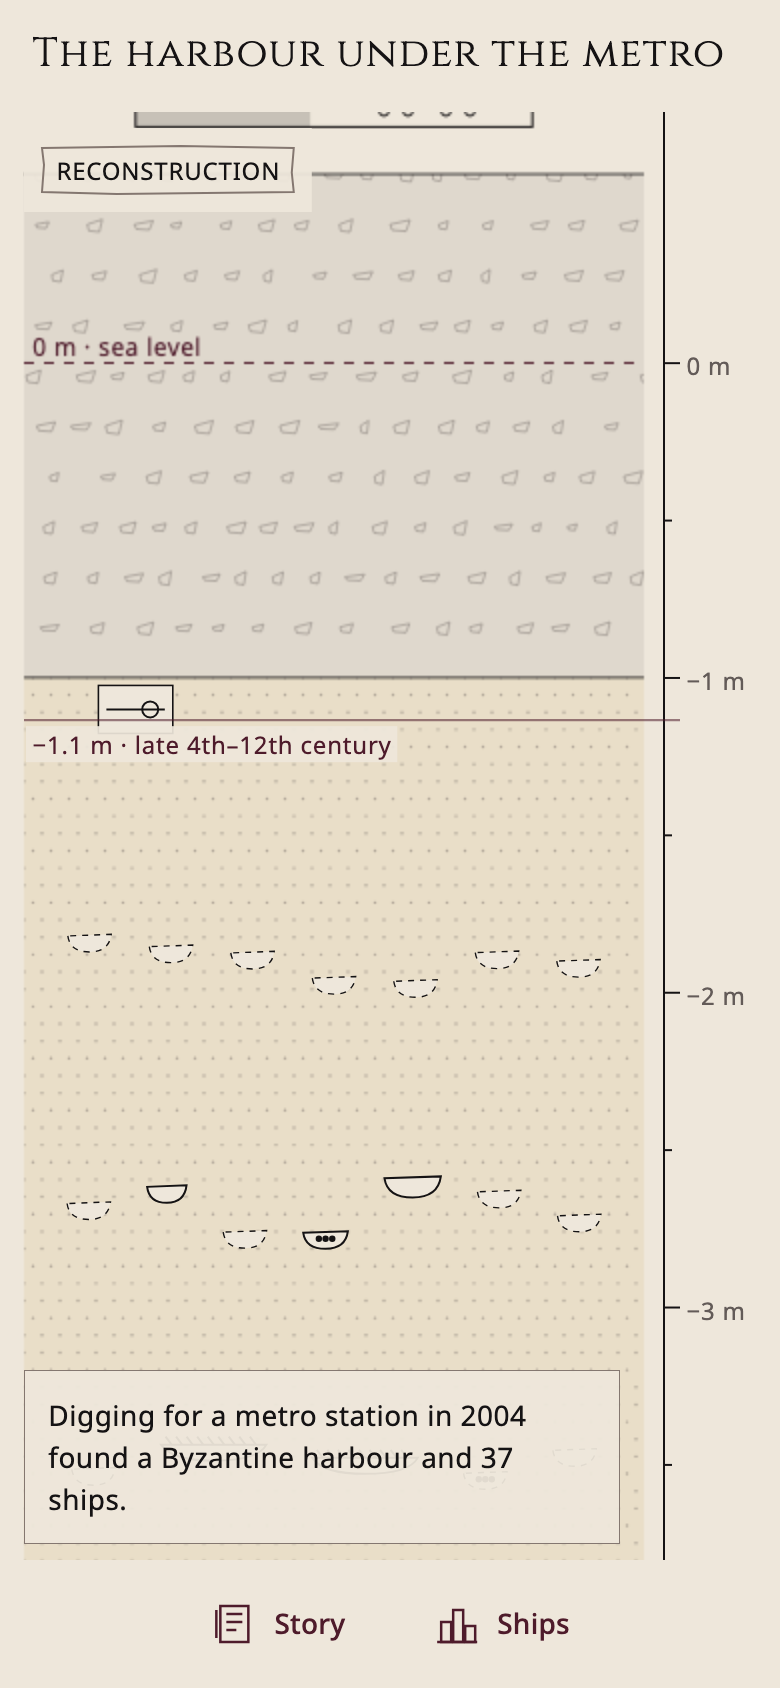 The harbour under the metro
RECONSTRUCTION
0 m · sea level
0 m
−1 m
−1.1 m · late 4th–12th century
−2 m
−3 m
Digging for a metro station in 2004
found a Byzantine harbour and 37
ships.
Story
Ships